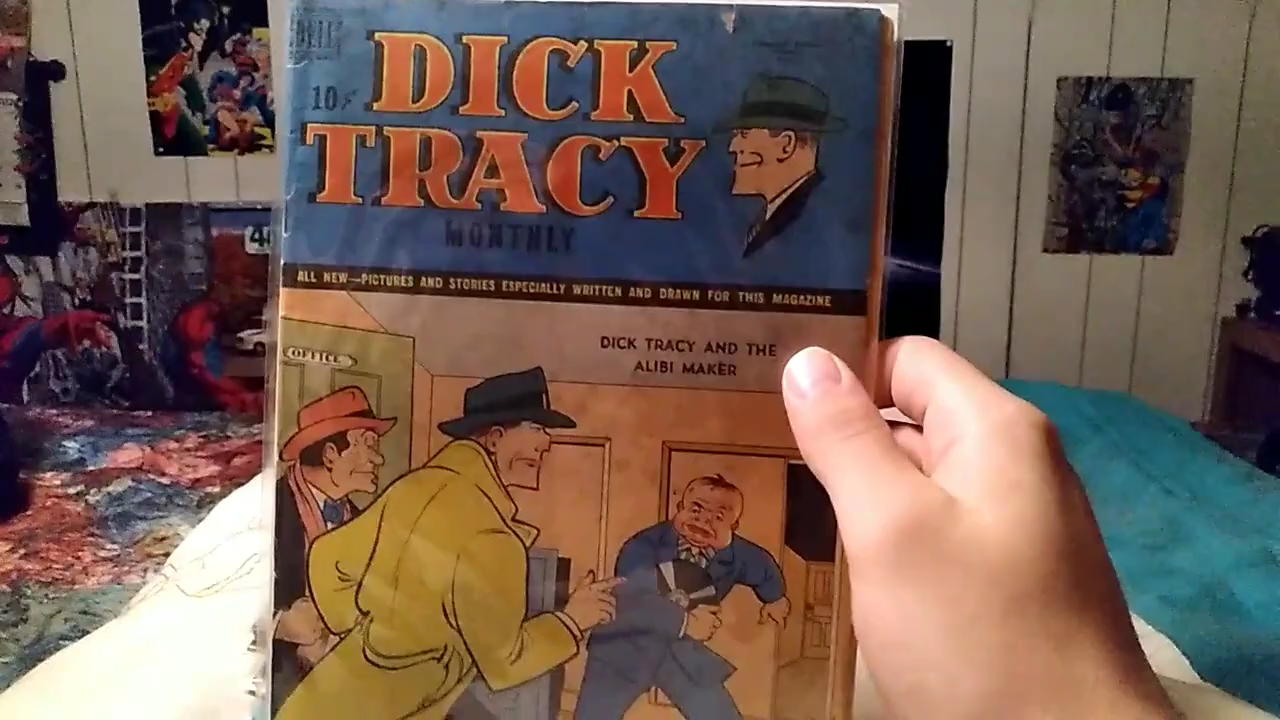 DELL
10¢
DICK
TRACY
MONTHLY
ALL NEW—PICTURES AND STORIES ESPECIALLY WRITTEN AND DRAWN FOR THIS MAGAZINE
DICK TRACY AND THE
ALIBI MAKER
OFFICE